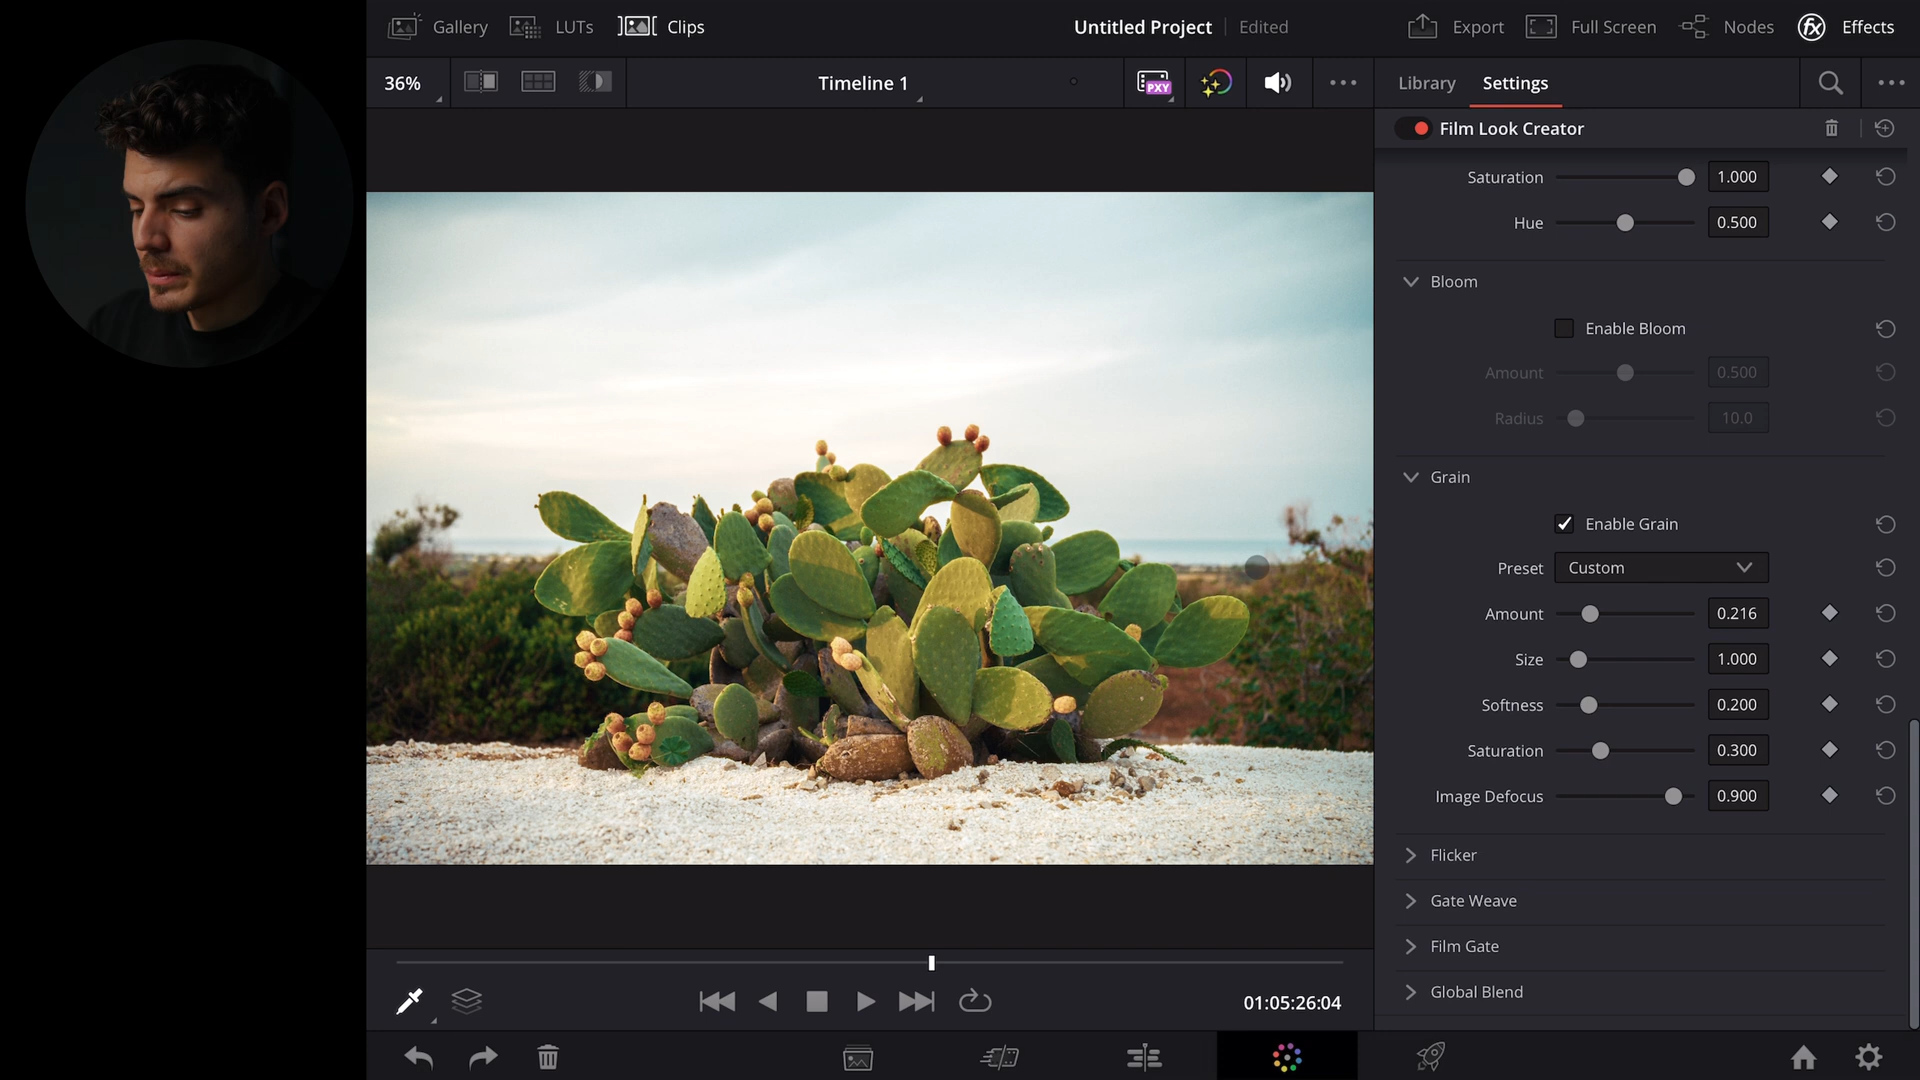 Gallery
LUTs
Clips
Untitled Project
Edited
Export
Full Screen
Nodes
fx
Effects
36%
Timeline 1
PXY
Library
Settings
Film Look Creator
Saturation
1.000
Hue
0.500
Bloom
Enable Bloom
Amount
0.500
Radius
10.0
Grain
Enable Grain
Preset
Custom
Amount
0.216
Size
1.000
Softness
0.200
Saturation
0.300
Image Defocus
0.900
Flicker
Gate Weave
Film Gate
Global Blend
01:05:26:04